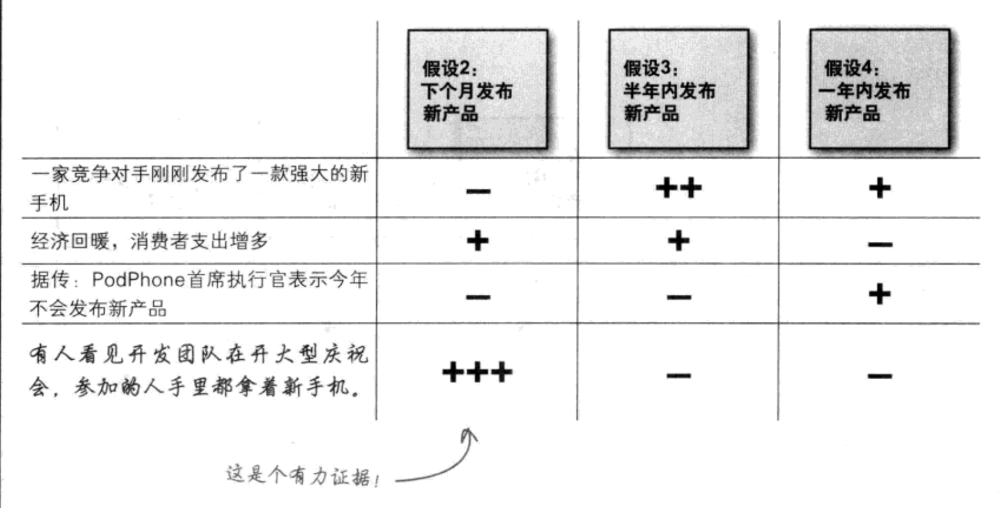 假设2：
下个月发布
新产品
假设3：
半年内发布
新产品
假设4：
一年内发布
新产品
一家竞争对手刚刚发布了一款强大的新
手机
—
++
+
经济回暖，消费者支出增多
+
+
—
据传：PodPhone首席执行官表示今年
不会发布新产品
—
—
+
有人看见开发团队在开大型庆祝
会，参加的人手里都拿着新手机。
+++
—
—
这是个有力证据！